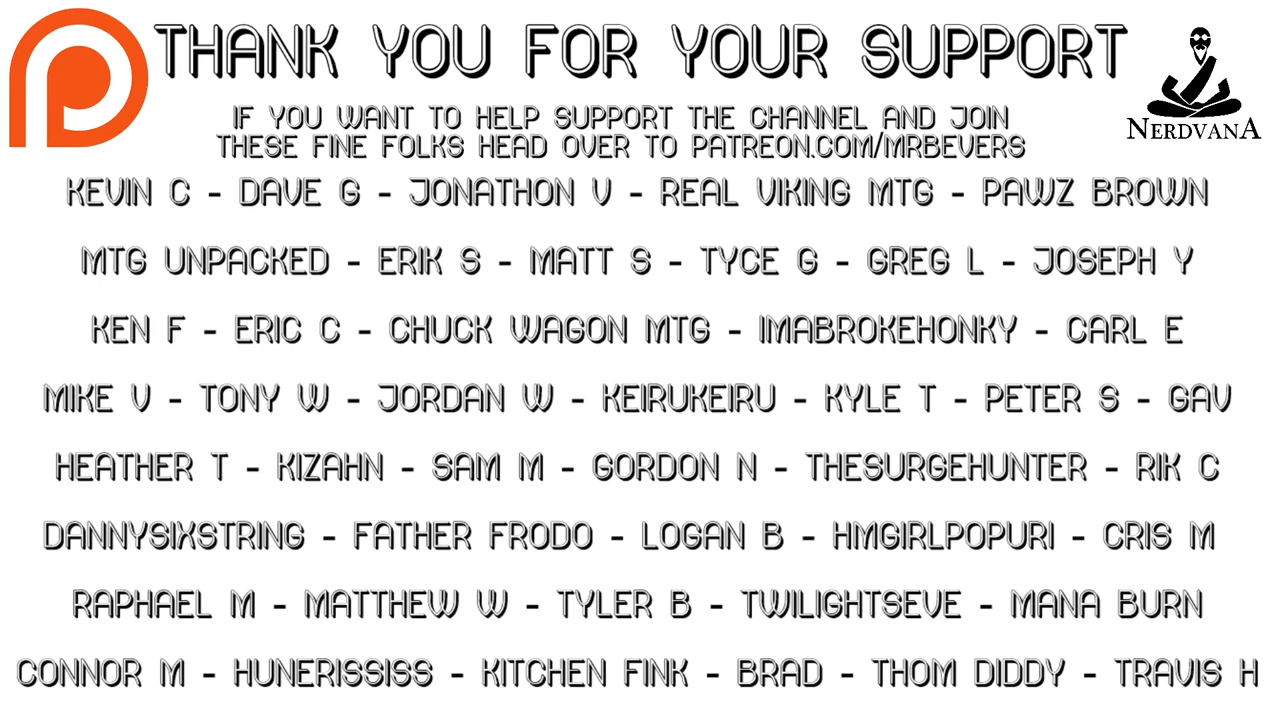 THANK YOU FOR YOUR SUPPORT
IF YOU WANT TO HELP SUPPORT THE CHANNEL AND JOIN
THESE FINE FOLKS HEAD OVER TO PATREON.COM/MRBEVERS
NERDVANA
KEVIN C - DAVE G - JONATHON V - REAL VIKING MTG - PAWZ BROWN
MTG UNPACKED - ERIK S - MATT S - TYCE G - GREG L - JOSEPH Y
KEN F - ERIC C - CHUCK WAGON MTG - IMABROKEHONKY - CARL E
MIKE V - TONY W - JORDAN W - KEIRUKEIRU - KYLE T - PETER S - GAV
HEATHER T - KIZAHN - SAM M - GORDON N - THESURGEHUNTER - RIK C
DANNYSIXSTRING - FATHER FRODO - LOGAN B - HMGIRLPOPURI - CRIS M
RAPHAEL M - MATTHEW W - TYLER B - TWILIGHTSEVE - MANA BURN
CONNOR M - HUNERISSISS - KITCHEN FINK - BRAD - THOM DIDDY - TRAVIS H